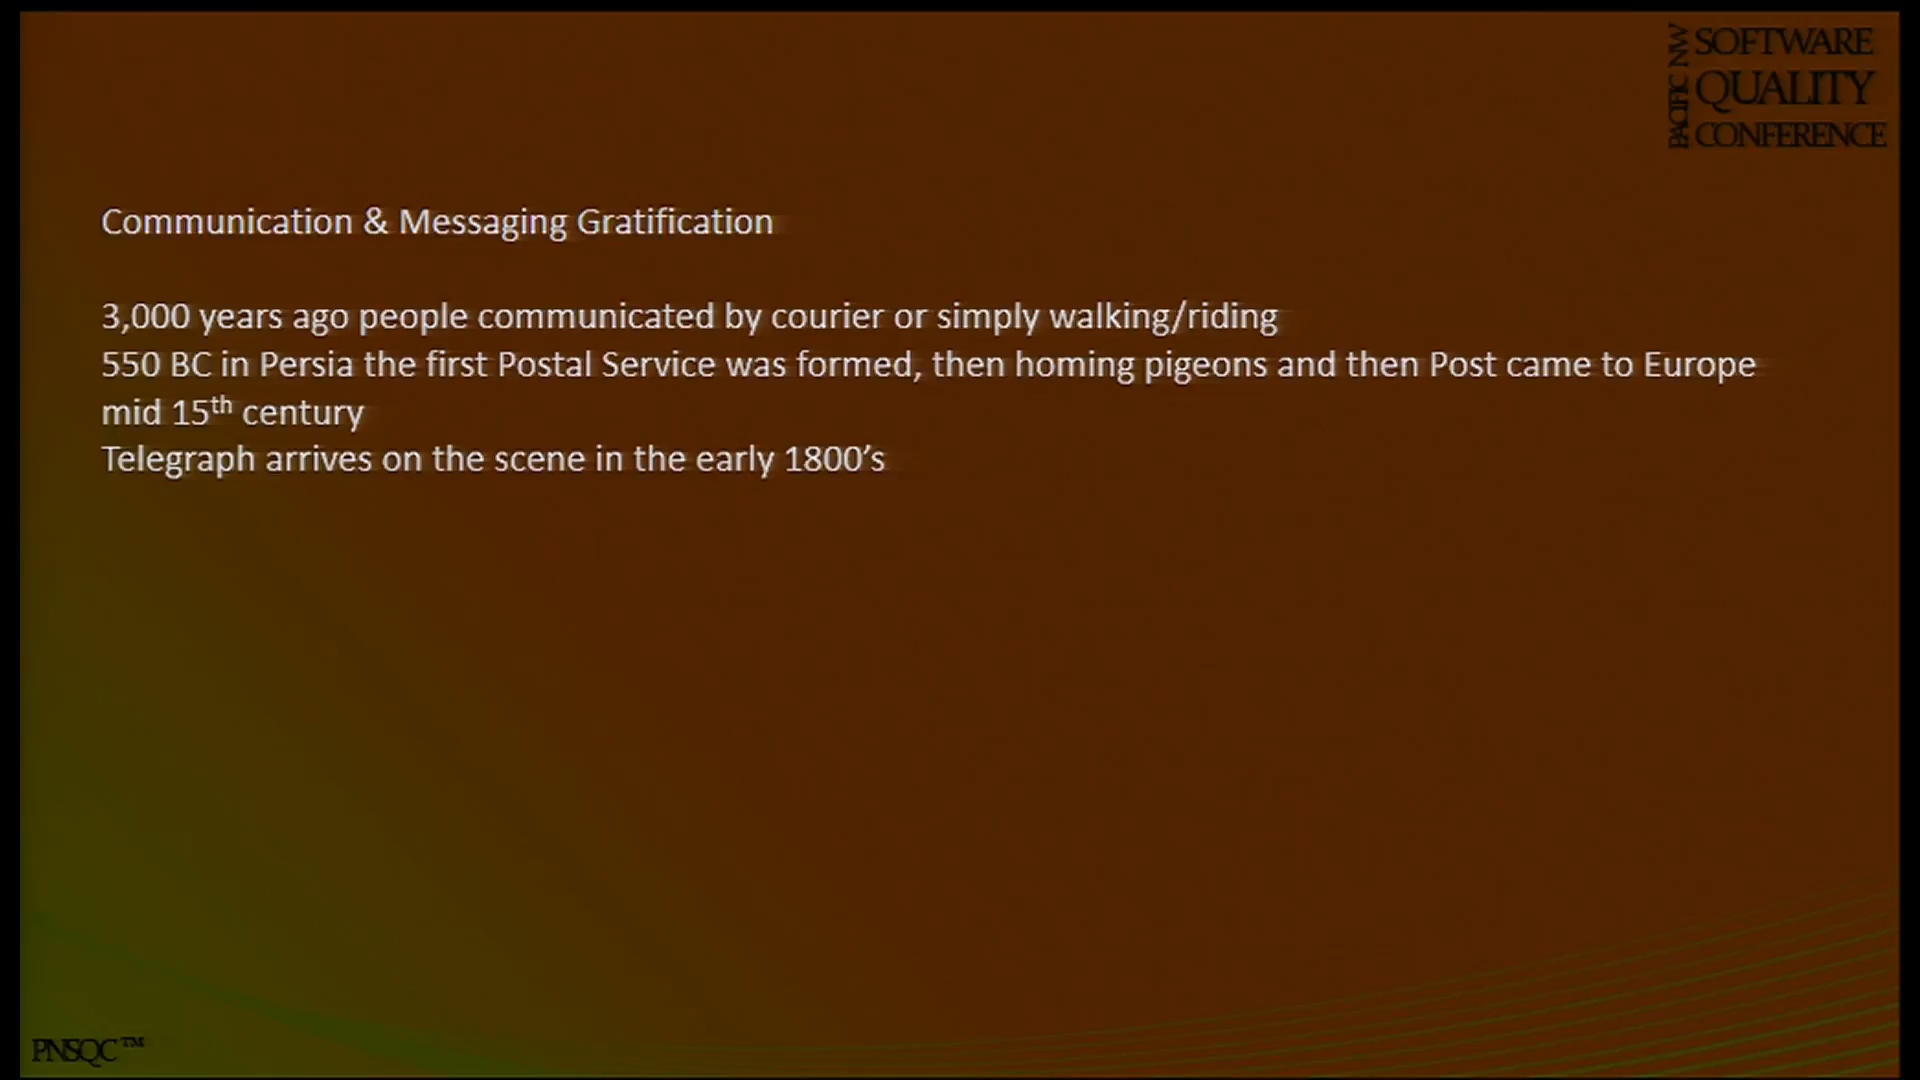 PACIFIC NW
SOFTWARE
QUALITY
CONFERENCE
Communication & Messaging Gratification
3,000 years ago people communicated by courier or simply walking/riding
550 BC in Persia the first Postal Service was formed, then homing pigeons and then Post came to Europe
mid 15th century
Telegraph arrives on the scene in the early 1800’s
PNSQC™